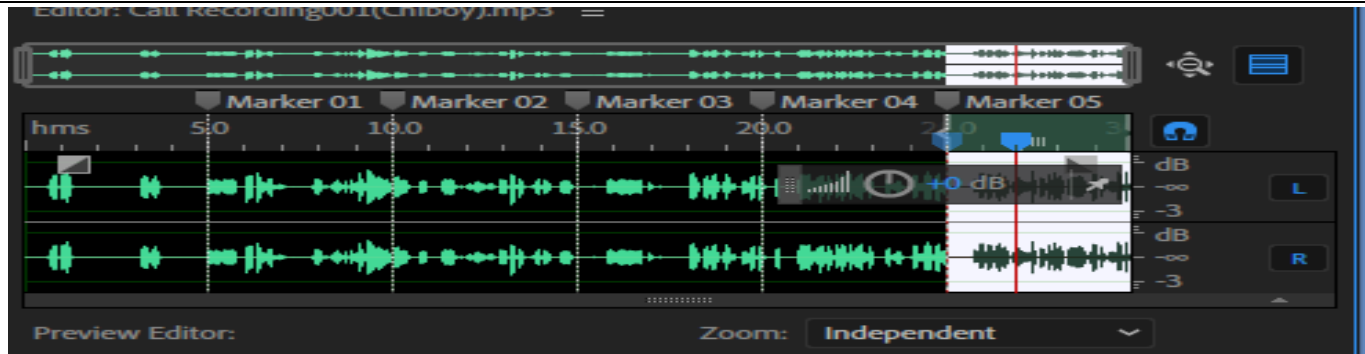 Editor: Call Recording001(Chiboy).mp3
Marker 01 Marker 02 Marker 03 Marker 04 Marker 05
hms 5.0 10.0 15.0 20.0
dB
+0 dB
-∞
L
-3
dB
-∞
R
-3
Preview Editor: Zoom: Independent